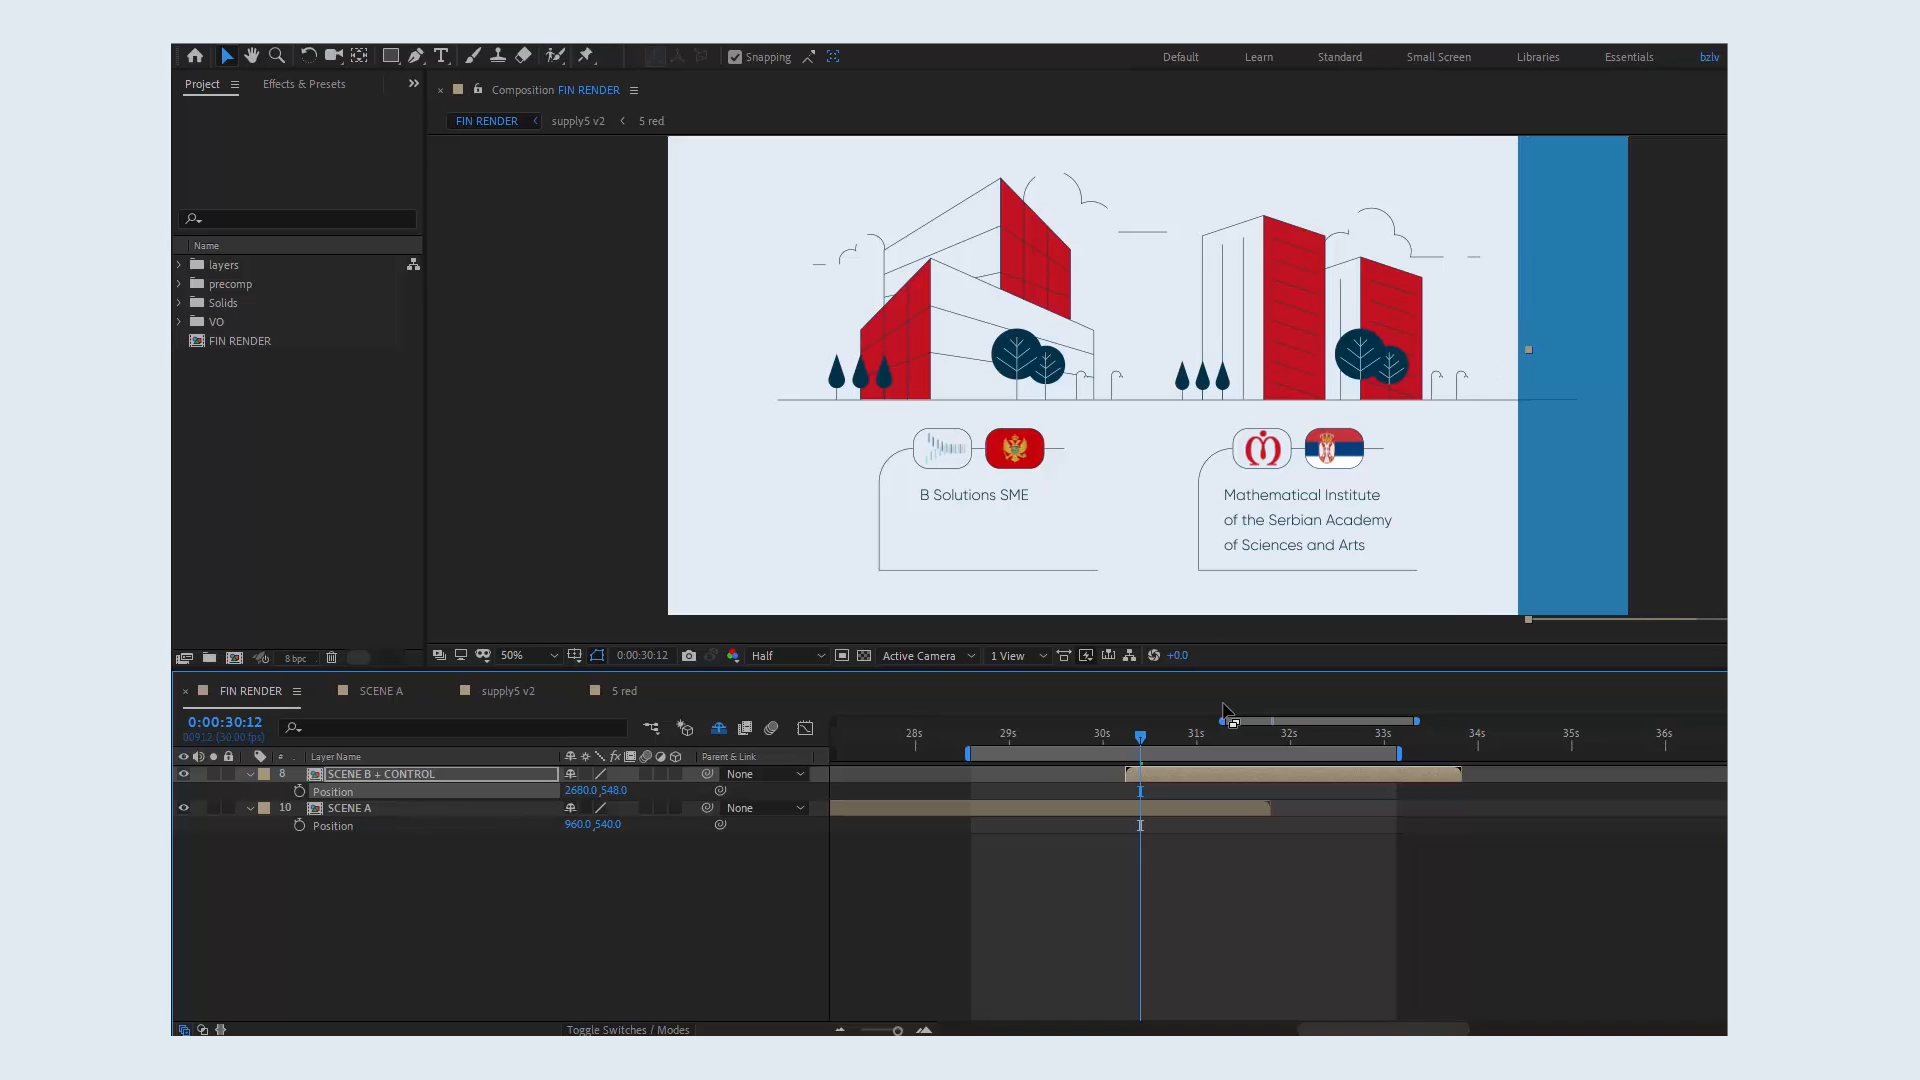 Snapping
Default
Learn
Standard
Small Screen
Libraries
Essentials
bzlv
Project
Effects & Presets
Composition FIN RENDER
FIN RENDER
supply5 v2
5 red
Name
layers
precomp
Solids
VO
FIN RENDER
B Solutions SME
Mathematical Institute
of the Serbian Academy
of Sciences and Arts
8 bpc
50%
0:00:30:12
Half
Active Camera
1 View
+0.0
FIN RENDER
SCENE A
supply5 v2
5 red
0:00:30:12
00912 (30.00 fps)
28s
29s
30s
31s
32s
33s
34s
35s
36s
#
Layer Name
fx
Parent & Link
8
SCENE B + CONTROL
None
Position
2680.0,548.0
10
SCENE A
None
Position
960.0,540.0
Toggle Switches / Modes